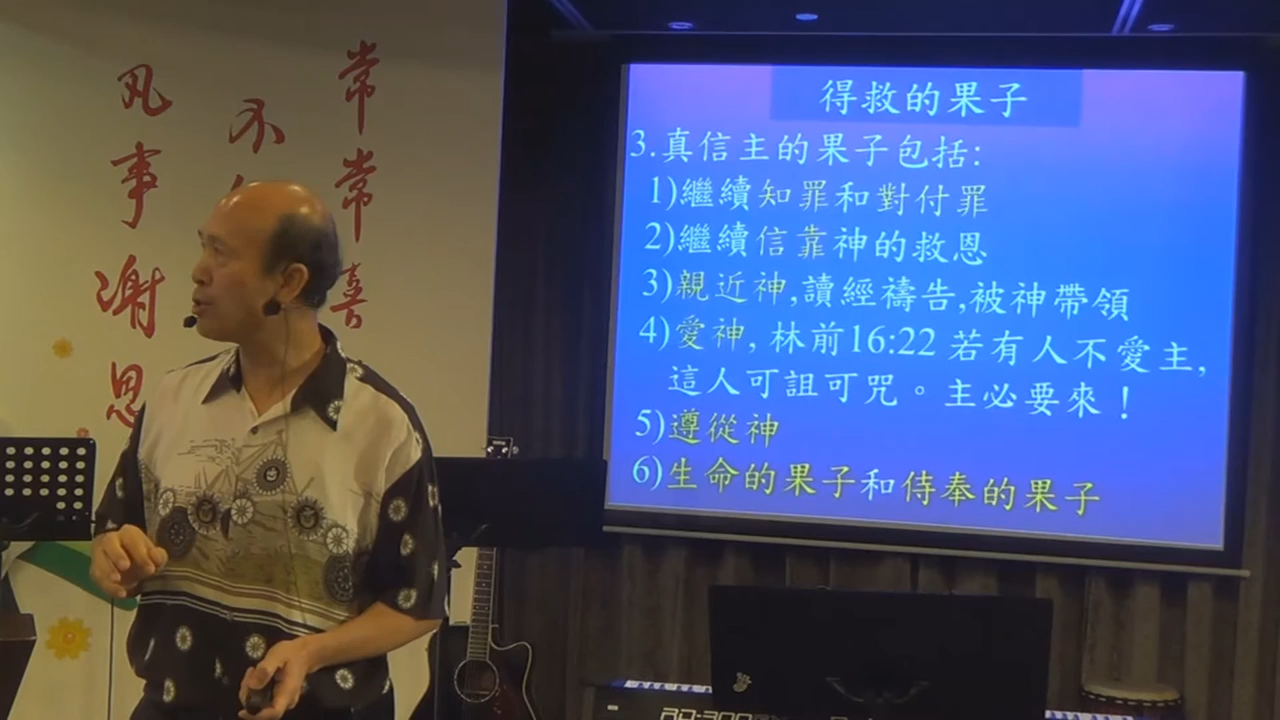 常常喜
不
凡事谢恩
得救的果子
3.真信主的果子包括:
1)繼續知罪和對付罪
2)繼續信靠神的救恩
3)親近神,讀經禱告,被神帶領
4)愛神, 林前16:22 若有人不愛主,
這人可詛可咒。主必要來！
5)遵從神
6)生命的果子和侍奉的果子